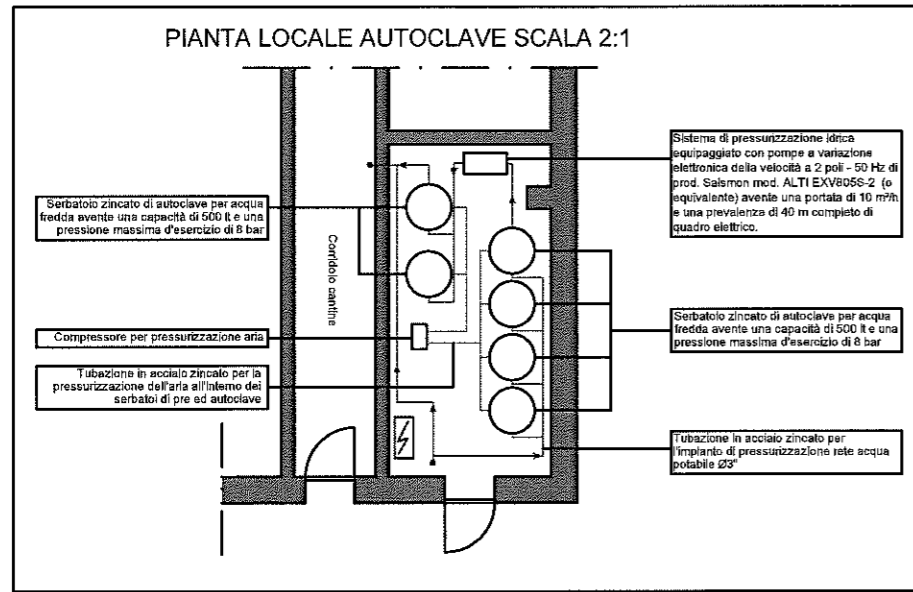 PIANTA LOCALE AUTOCLAVE SCALA 2:1
Serbatoio zincato di autoclave per acqua
fredda avente una capacità di 500 lt e una
pressione massima d'esercizio di 8 bar
Compressore per pressurizzazione aria
Tubazione in acciaio zincato per la
pressurizzazione dell'aria all'interno dei
serbatoi di pre ed autoclave
Corridoio cantine
Sistema di pressurizzazione idrica
equipaggiato con pompe a variazione
elettronica della velocità a 2 poli - 50 Hz di
prod. Salsmon mod. ALTI EXV805S-2 (o
equivalente) avente una portata di 10 m³/h
e una prevalenza di 40 m completo di
quadro elettrico.
Serbatoio zincato di autoclave per acqua
fredda avente una capacità di 500 lt e una
pressione massima d'esercizio di 8 bar
Tubazione in acciaio zincato per
l'impianto di pressurizzazione rete acqua
potabile Ø3"